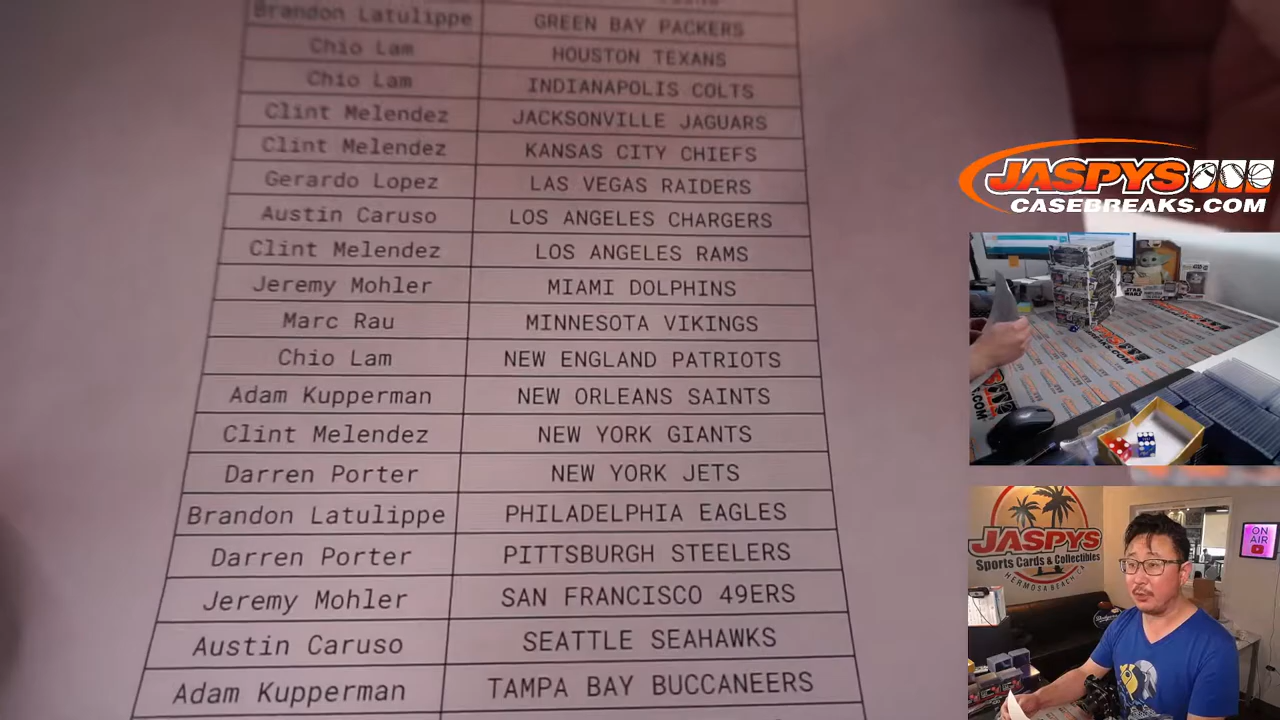 Brandon Latulippe GREEN BAY PACKERS
Chio Lam HOUSTON TEXANS
Chio Lam INDIANAPOLIS COLTS
Clint Melendez JACKSONVILLE JAGUARS
Clint Melendez KANSAS CITY CHIEFS
Gerardo Lopez LAS VEGAS RAIDERS
Austin Caruso LOS ANGELES CHARGERS
Clint Melendez LOS ANGELES RAMS
Jeremy Mohler MIAMI DOLPHINS
Marc Rau MINNESOTA VIKINGS
Chio Lam NEW ENGLAND PATRIOTS
Adam Kupperman NEW ORLEANS SAINTS
Clint Melendez NEW YORK GIANTS
Darren Porter NEW YORK JETS
Brandon Latulippe PHILADELPHIA EAGLES
Darren Porter PITTSBURGH STEELERS
Jeremy Mohler SAN FRANCISCO 49ERS
Austin Caruso SEATTLE SEAHAWKS
Adam Kupperman TAMPA BAY BUCCANEERS
JASPYS
CASEBREAKS.COM
STAR WARS
JASPYS
Sports Cards & Collectibles
HERMOSA BEACH CA
ON
AIR